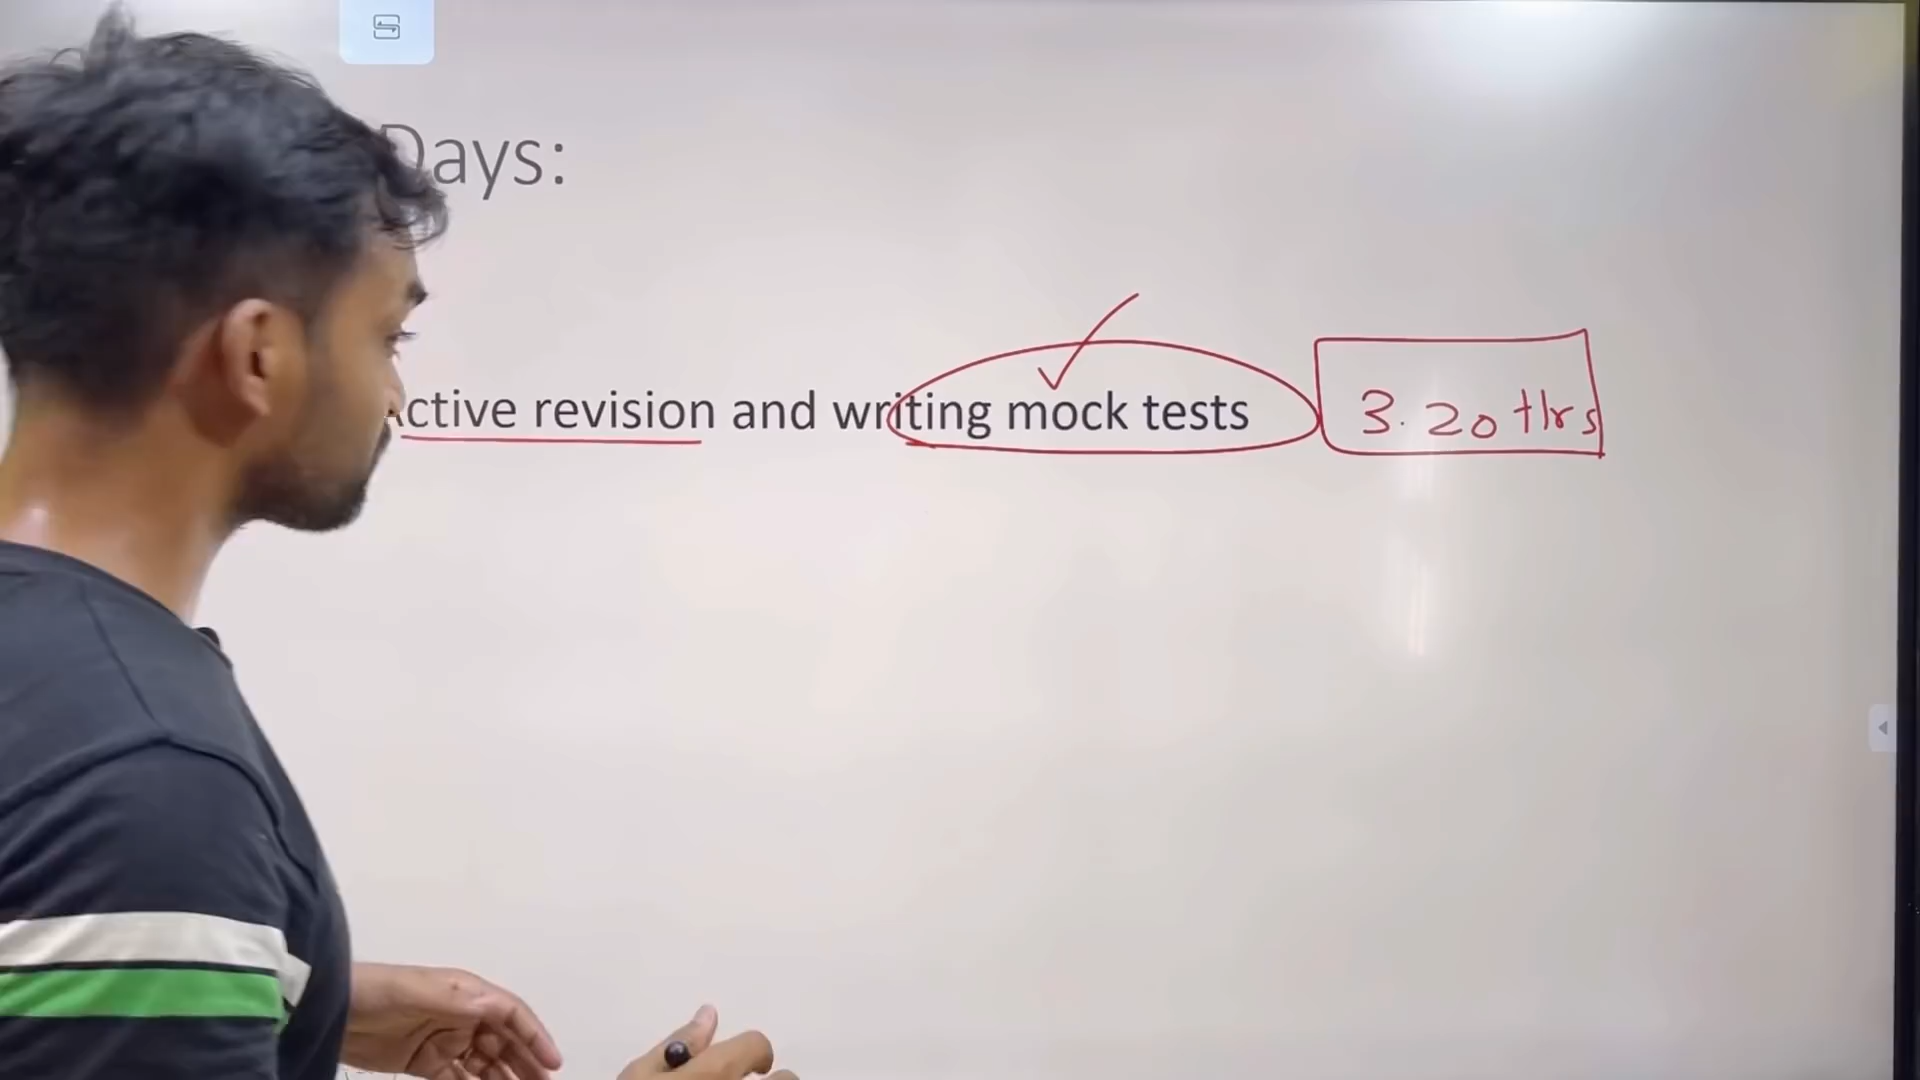 Days:
Active revision and writing mock tests 3.20 Hrs